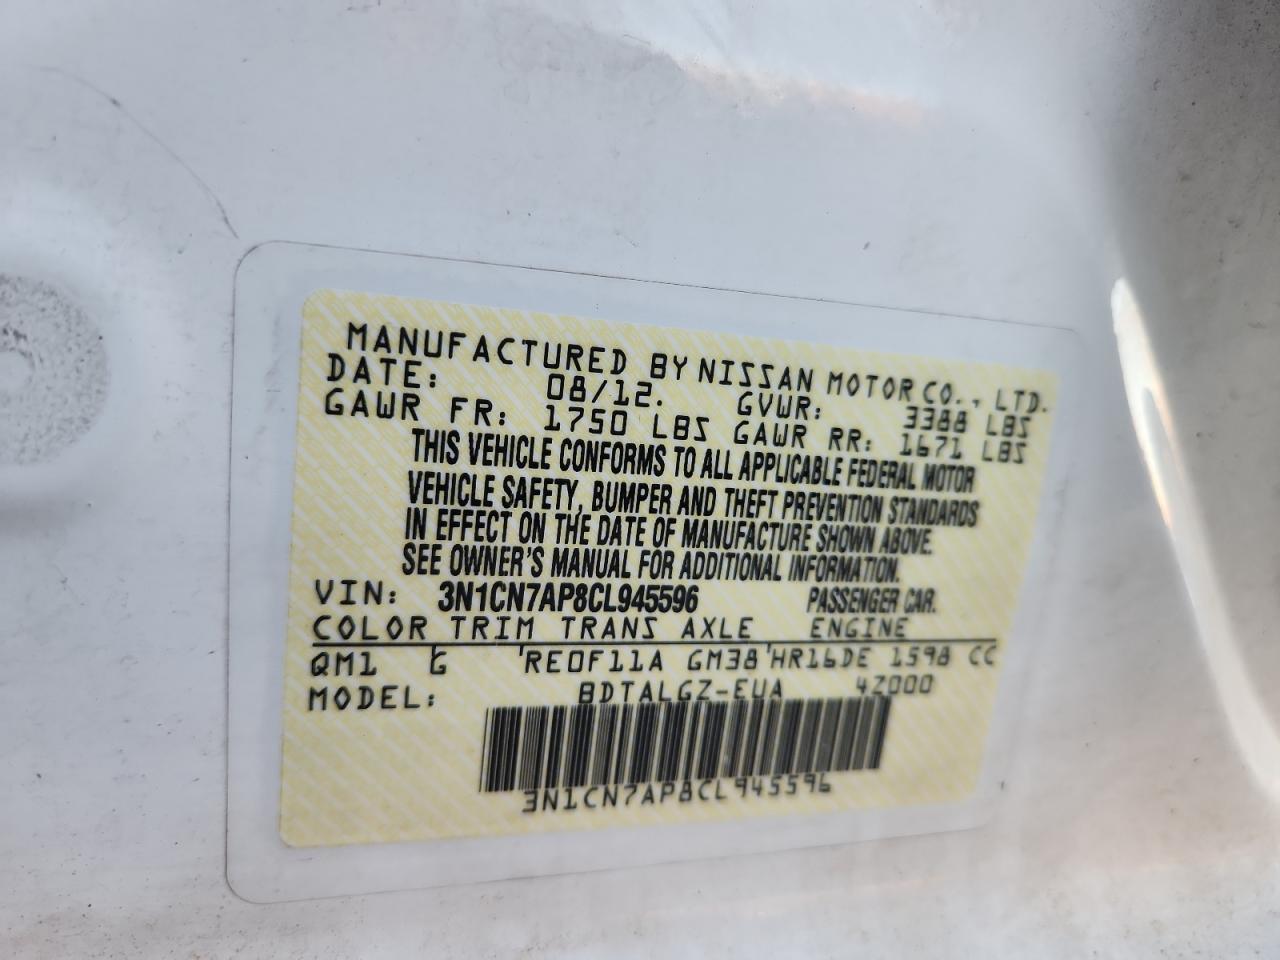 MANUFACTURED BY NISSAN MOTOR CO., LTD.
DATE: 08/12. GVWR: 3388 LBS
GAWR FR: 1750 LBS GAWR RR: 1671 LBS
THIS VEHICLE CONFORMS TO ALL APPLICABLE FEDERAL MOTOR
VEHICLE SAFETY, BUMPER AND THEFT PREVENTION STANDARDS
IN EFFECT ON THE DATE OF MANUFACTURE SHOWN ABOVE.
SEE OWNER'S MANUAL FOR ADDITIONAL INFORMATION.
VIN: 3N1CN7AP8CL945596 PASSENGER CAR.
COLOR TRIM TRANS AXLE ENGINE
QM1 G RE0F11A GM38 HR16DE 1598 CC
MODEL: BDTALGZ-EUA 4Z000
3N1CN7AP8CL945596